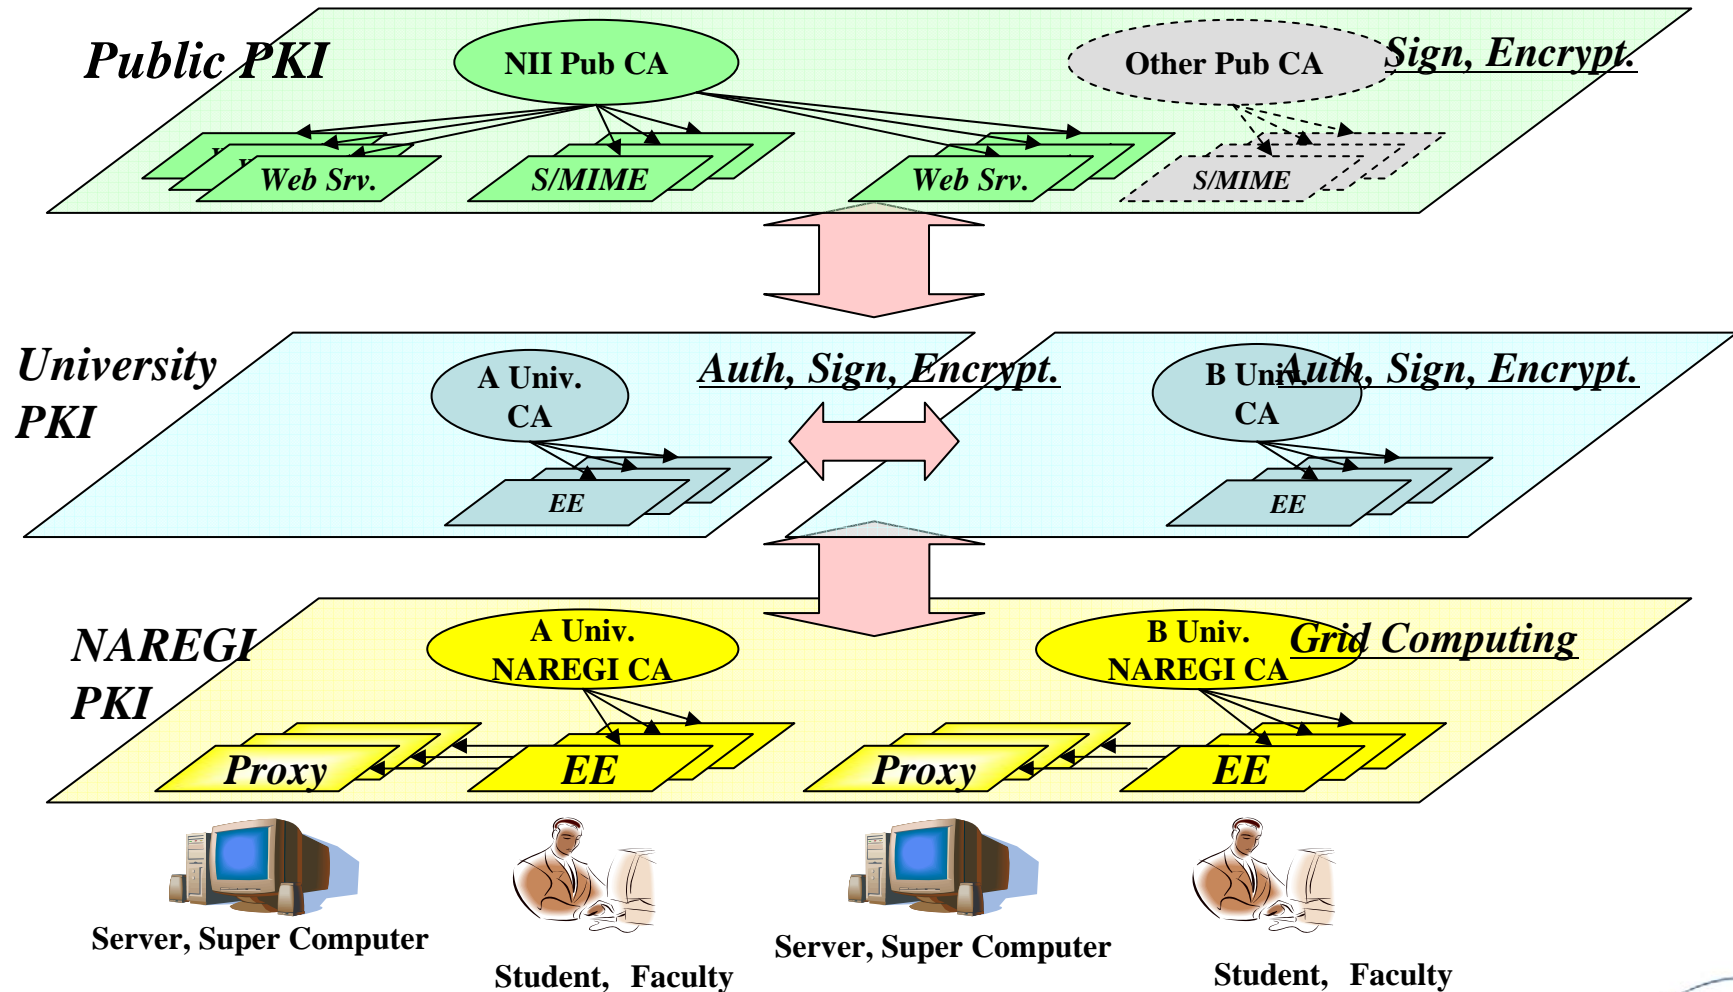 Public PKI
NII Pub CA
Other Pub CA
Sign, Encrypt.
Web Srv.
S/MIME
Web Srv.
S/MIME
University
PKI
A Univ.
CA
Auth, Sign, Encrypt.
B Univ.
CA
Auth, Sign, Encrypt.
EE
EE
NAREGI
PKI
A Univ.
NAREGI CA
B Univ.
NAREGI CA
Grid Computing
Proxy
EE
Proxy
EE
Server, Super Computer
Student, Faculty
Server, Super Computer
Student, Faculty